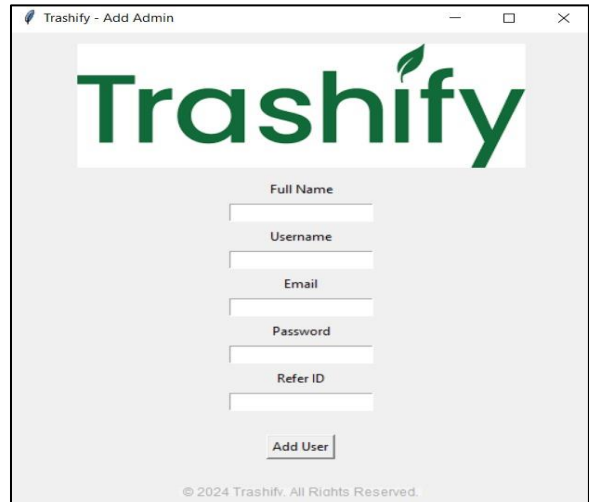 Trashify - Add Admin
Trashify
Full Name
Username
Email
Password
Refer ID
Add User
© 2024 Trashify. All Rights Reserved.